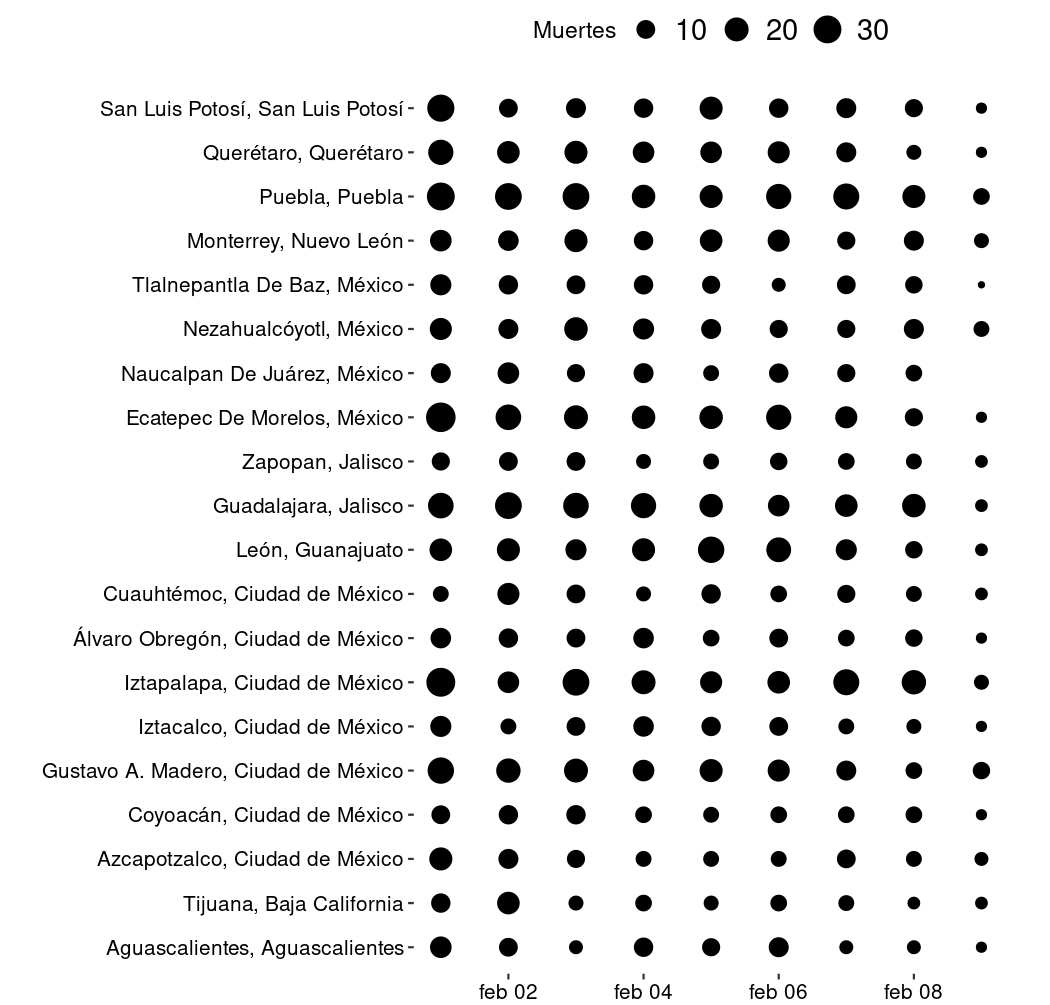 Muertes 10 20 30
San Luis Potosí, San Luis Potosí
Querétaro, Querétaro
Puebla, Puebla
Monterrey, Nuevo León
Tlalnepantla De Baz, México
Nezahualcóyotl, México
Naucalpan De Juárez, México
Ecatepec De Morelos, México
Zapopan, Jalisco
Guadalajara, Jalisco
León, Guanajuato
Cuauhtémoc, Ciudad de México
Álvaro Obregón, Ciudad de México
Iztapalapa, Ciudad de México
Iztacalco, Ciudad de México
Gustavo A. Madero, Ciudad de México
Coyoacán, Ciudad de México
Azcapotzalco, Ciudad de México
Tijuana, Baja California
Aguascalientes, Aguascalientes
feb 02 feb 04 feb 06 feb 08